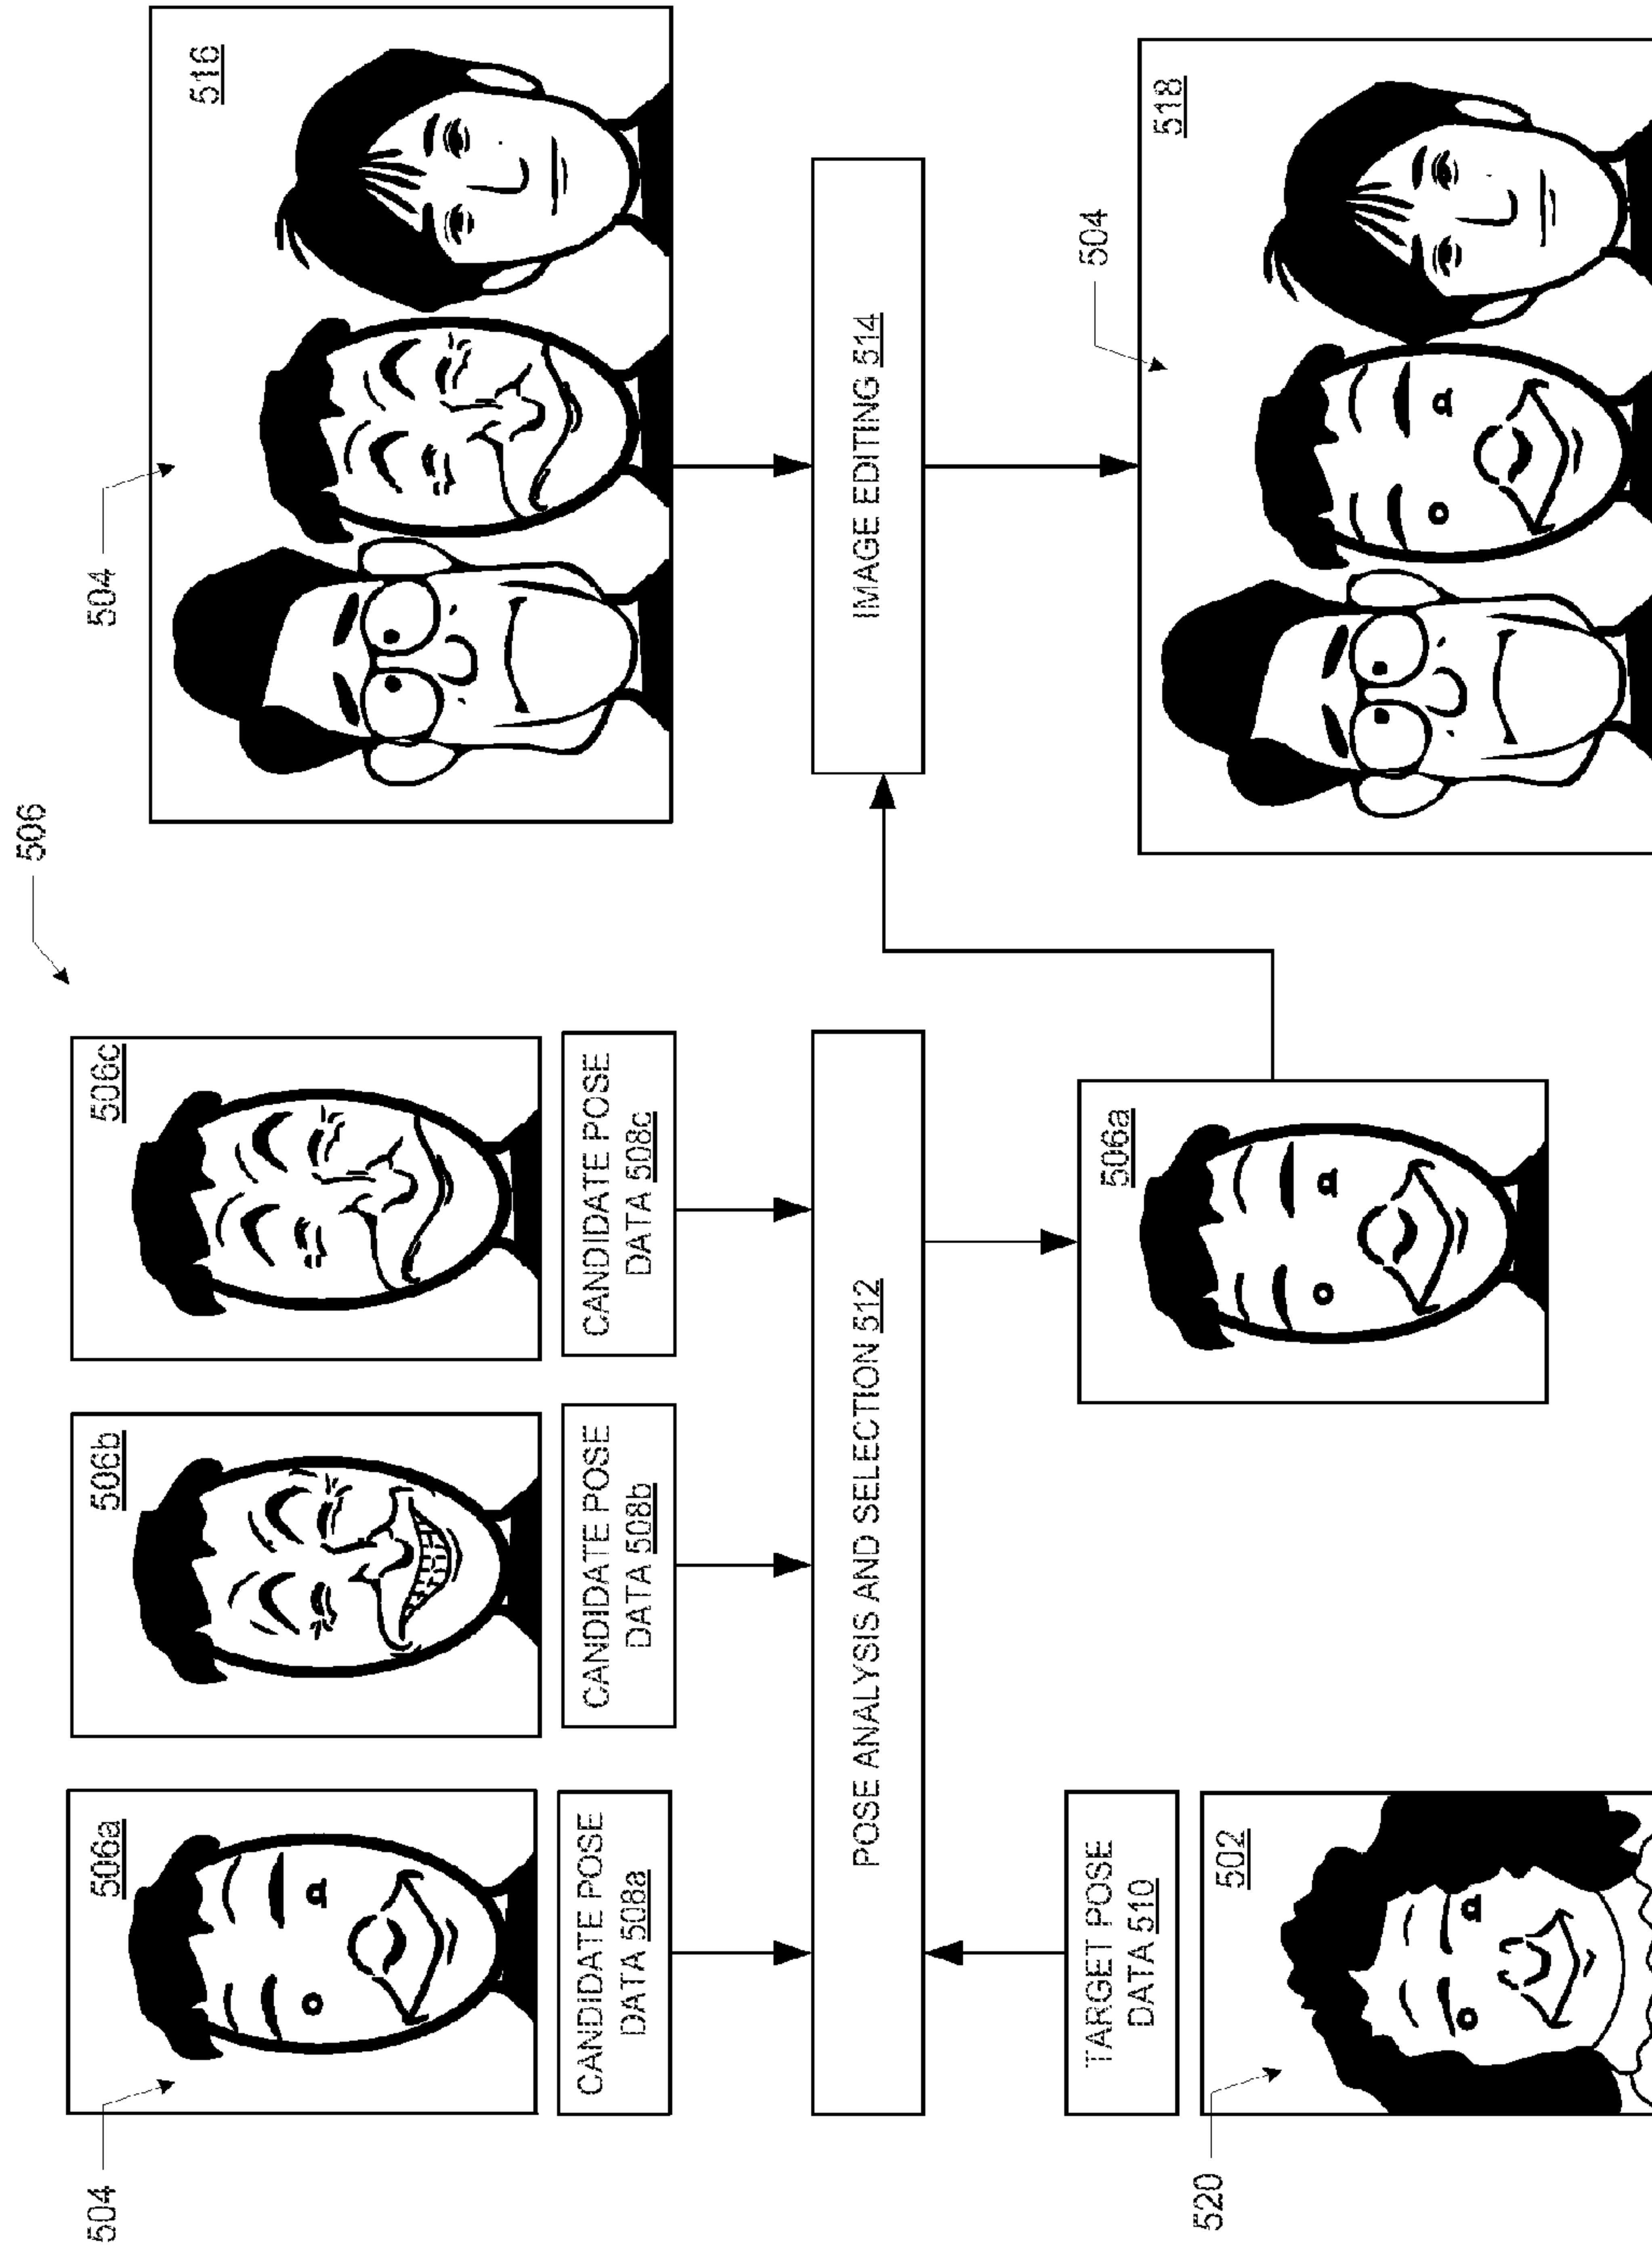 506
504
506a
506b
506c
CANDIDATE POSE
DATA 508a
CANDIDATE POSE
DATA 508b
CANDIDATE POSE
DATA 508c
POSE ANALYSIS AND SELECTION 512
TARGET POSE
DATA 510
520
502
506a
504
516
IMAGE EDITING 514
504
518